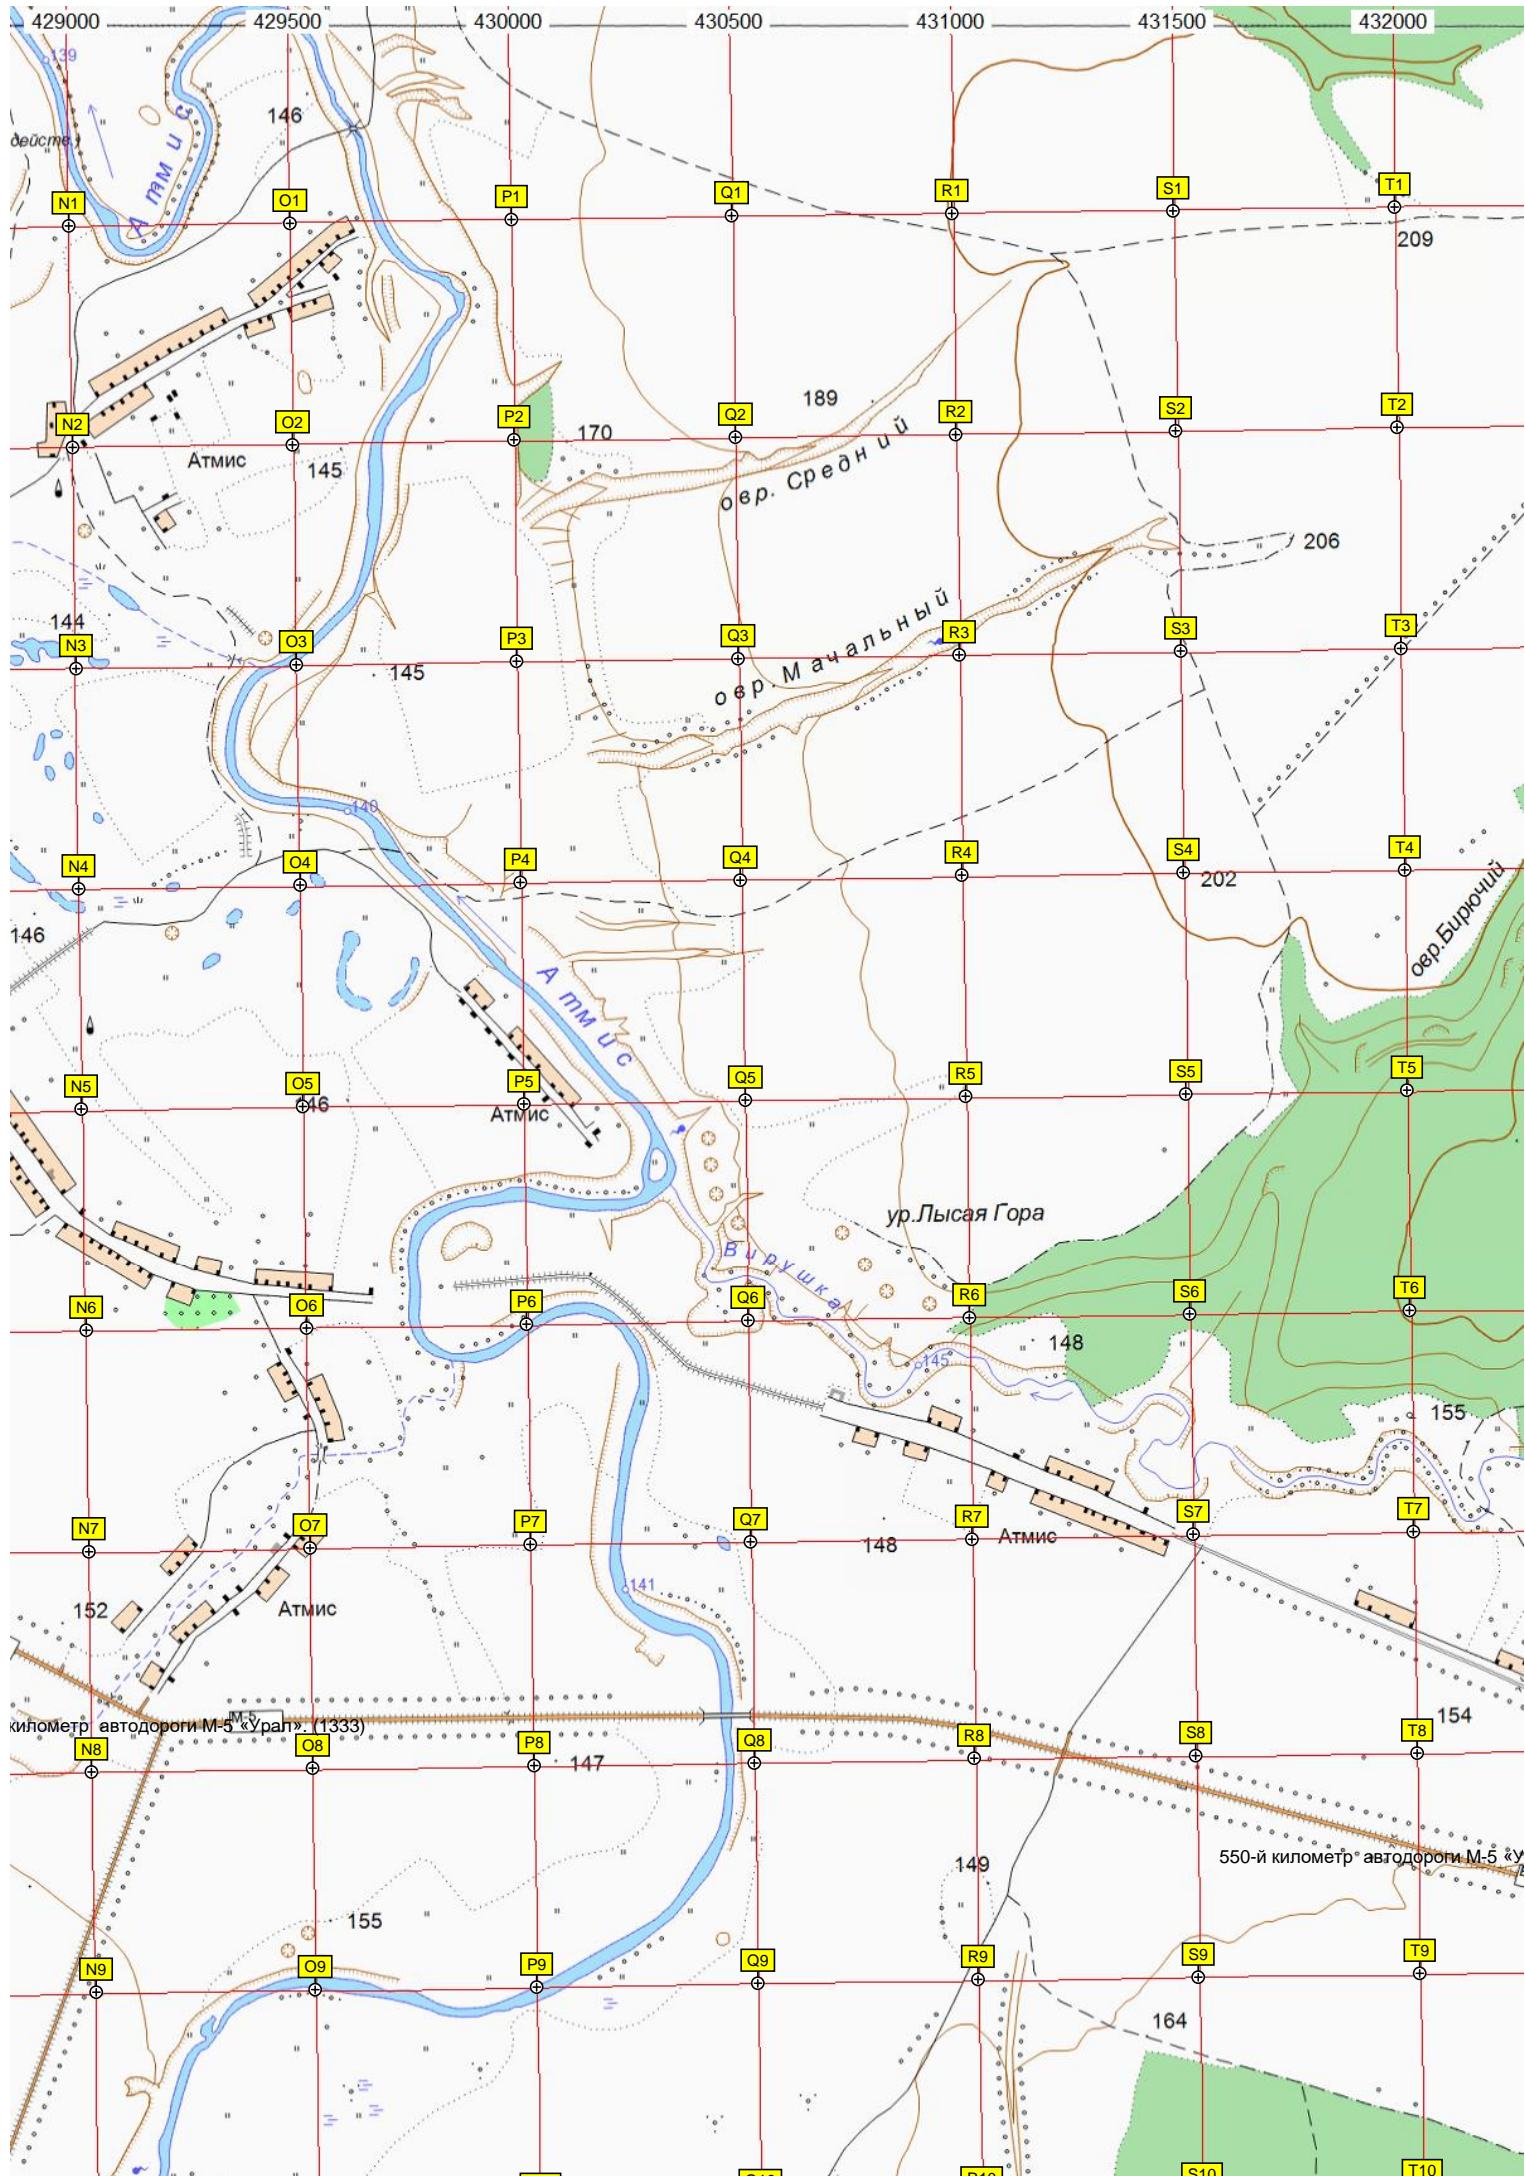 429000 429500 430000 430500 431000 431500 432000
139
146
Атмис
действ.)
N1 O1 P1 Q1 R1 S1 T1
209
189
N2 O2 P2 Q2 R2 S2 T2
170
Атмис
145
овр. Средний
206
144
овр. Мачальный
N3 O3 P3 Q3 R3 S3 T3
145
140
N4 O4 P4 Q4 R4 S4 T4
202
146
овр.Бирючий
Атмис
N5 O5 P5 Q5 R5 S5 T5
146
Атмис
ур.Лысая Гора
Вирушка
N6 O6 P6 Q6 R6 S6 T6
148
145
155
N7 O7 P7 Q7 R7 S7 T7
148
Атмис
141
152
Атмис
М-5
километр автодороги М-5 «Урал». (1333)
154
N8 O8 P8 Q8 R8 S8 T8
147
550-й километр автодороги М-5 «У
149
155
N9 O9 P9 Q9 R9 S9 T9
164
S10 T10